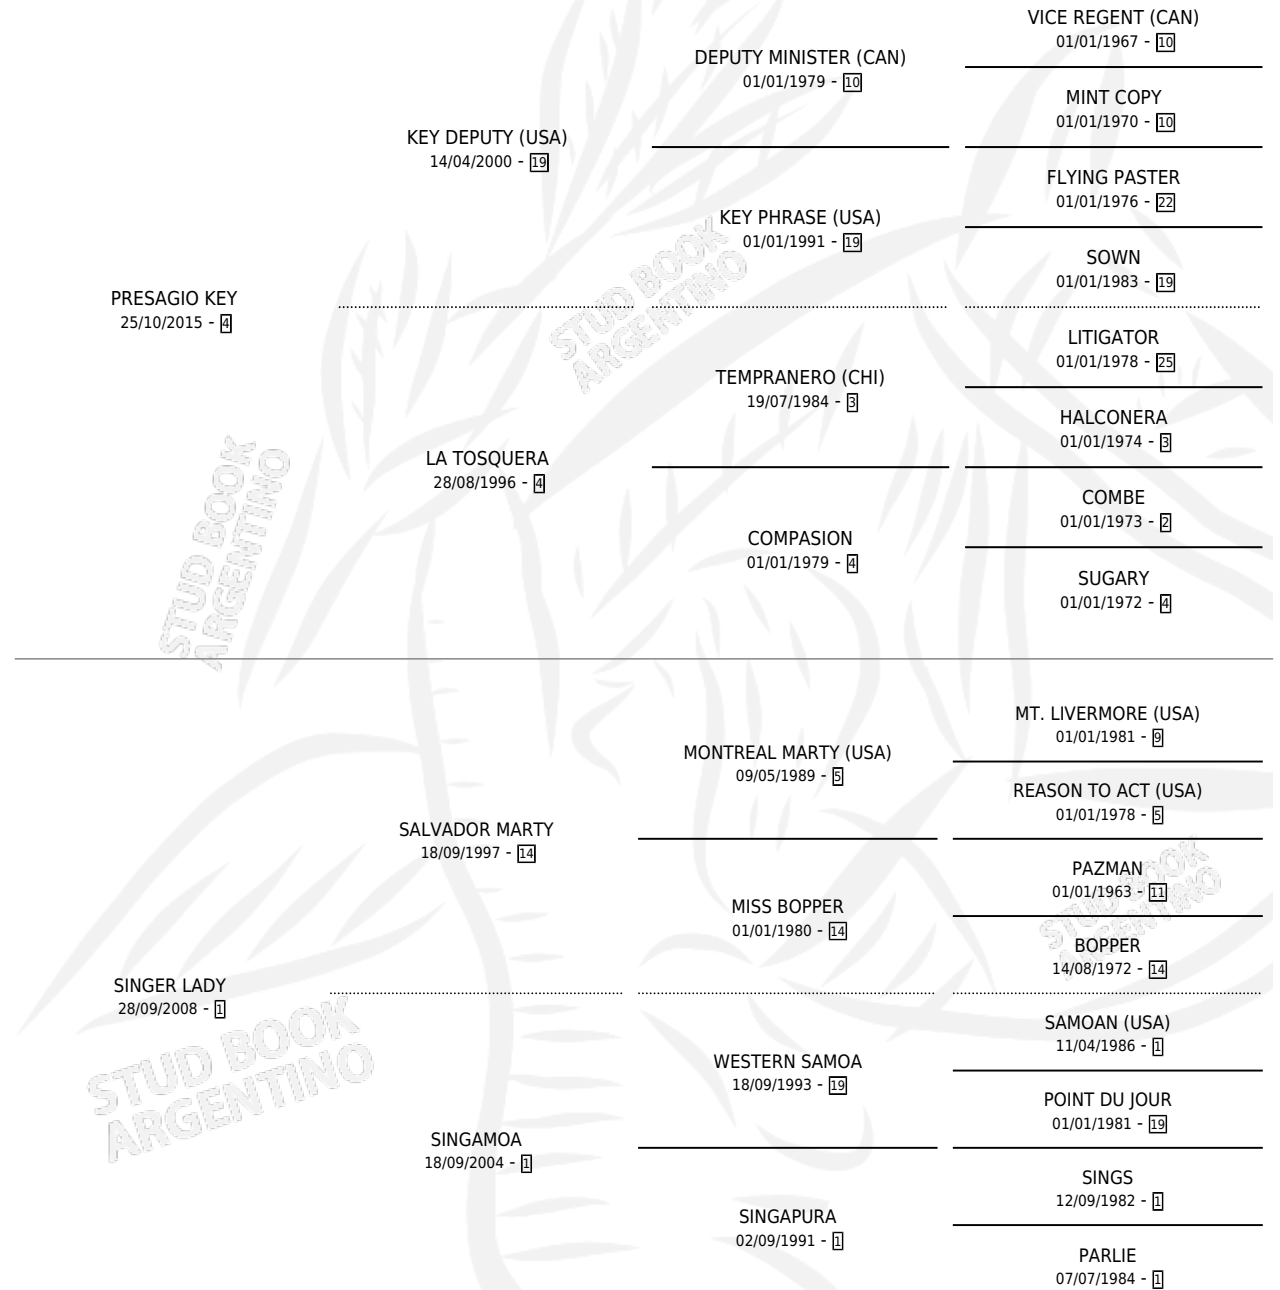 VICE REGENT (CAN)
01/01/1967 - 10
DEPUTY MINISTER (CAN)
01/01/1979 - 10
MINT COPY
01/01/1970 - 10
KEY DEPUTY (USA)
14/04/2000 - 19
FLYING PASTER
01/01/1976 - 22
KEY PHRASE (USA)
01/01/1991 - 19
SOWN
01/01/1983 - 19
PRESAGIO KEY
25/10/2015 - 4
LITIGATOR
01/01/1978 - 25
TEMPRANERO (CHI)
19/07/1984 - 3
HALCONERA
01/01/1974 - 3
LA TOSQUERA
28/08/1996 - 4
COMBE
01/01/1973 - 2
COMPASION
01/01/1979 - 4
SUGARY
01/01/1972 - 4
MT. LIVERMORE (USA)
01/01/1981 - 9
MONTREAL MARTY (USA)
09/05/1989 - 5
REASON TO ACT (USA)
01/01/1978 - 5
SALVADOR MARTY
18/09/1997 - 14
PAZMAN
01/01/1963 - 11
MISS BOPPER
01/01/1980 - 14
BOPPER
14/08/1972 - 14
SINGER LADY
28/09/2008 - 1
SAMOAN (USA)
11/04/1986 - 1
WESTERN SAMOA
18/09/1993 - 19
POINT DU JOUR
01/01/1981 - 19
SINGAMOA
18/09/2004 - 1
SINGS
12/09/1982 - 1
SINGAPURA
02/09/1991 - 1
PARLIE
07/07/1984 - 1
STUD BOOK
ARGENTINO
STUD BOOK
ARGENTINO
STUD BOOK
ARGENTINO
STUD BOOK
ARGENTINO